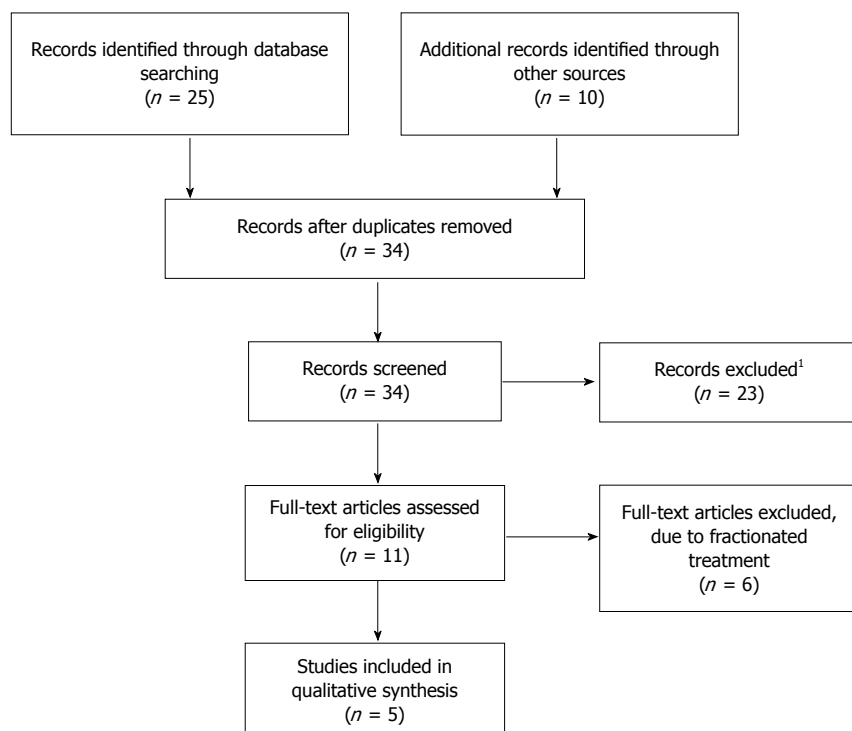 Records identified through database
searching
(n = 25)
Additional records identified through
other sources
(n = 10)
Records after duplicates removed
(n = 34)
Records screened
(n = 34)
Records excluded¹
(n = 23)
Full-text articles assessed
for eligibility
(n = 11)
Full-text articles excluded,
due to fractionated
treatment
(n = 6)
Studies included in
qualitative synthesis
(n = 5)